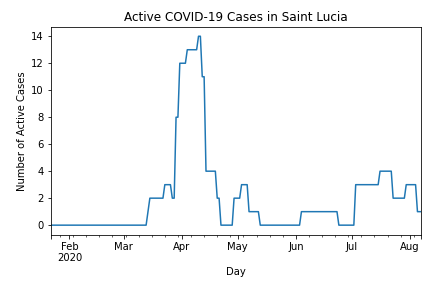 Active COVID-19 Cases in Saint Lucia
Number of Active Cases
14
12
10
8
6
4
2
0
Feb Mar Apr May Jun Jul Aug
2020
Day